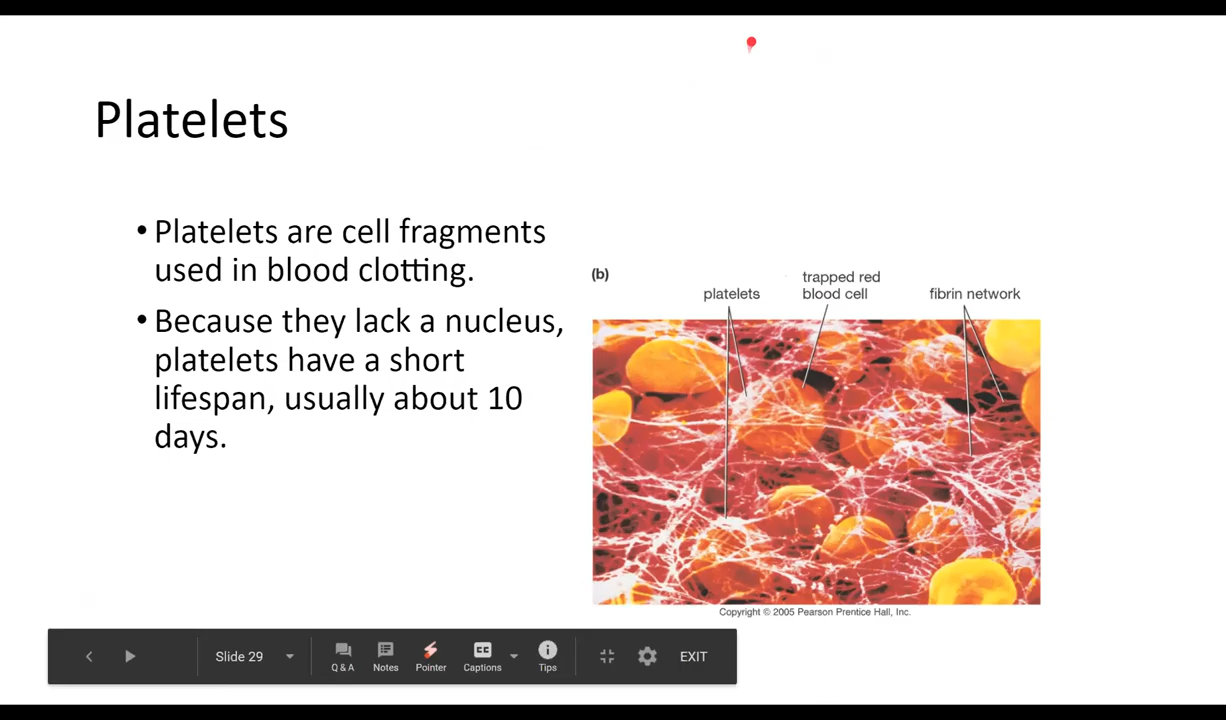 Platelets
• Platelets are cell fragments
used in blood clotting.
• Because they lack a nucleus,
platelets have a short
lifespan, usually about 10
days.
(b)
platelets
trapped red
blood cell
fibrin network
Copyright © 2005 Pearson Prentice Hall, Inc.
Slide 29
Q & A
Notes
Pointer
CC
Captions
Tips
EXIT